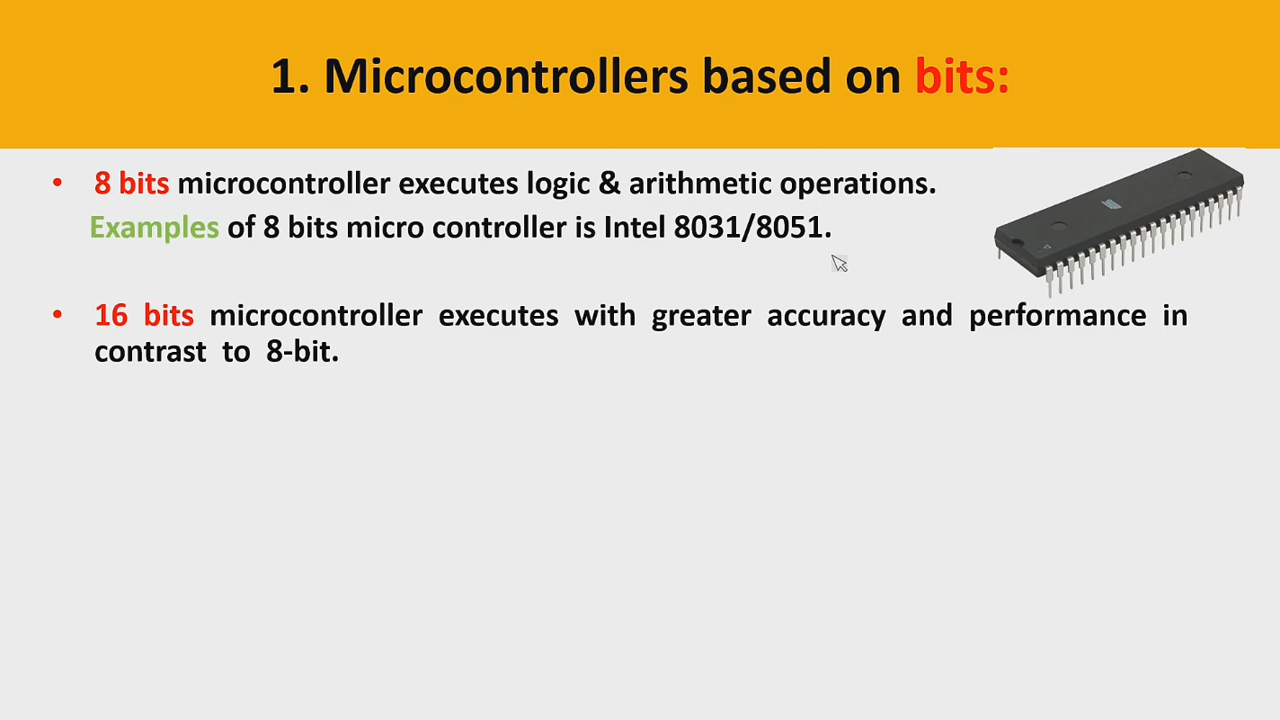 1. Microcontrollers based on bits:
• 8 bits microcontroller executes logic & arithmetic operations.
Examples of 8 bits micro controller is Intel 8031/8051.
• 16 bits microcontroller executes with greater accuracy and performance in
contrast to 8-bit.